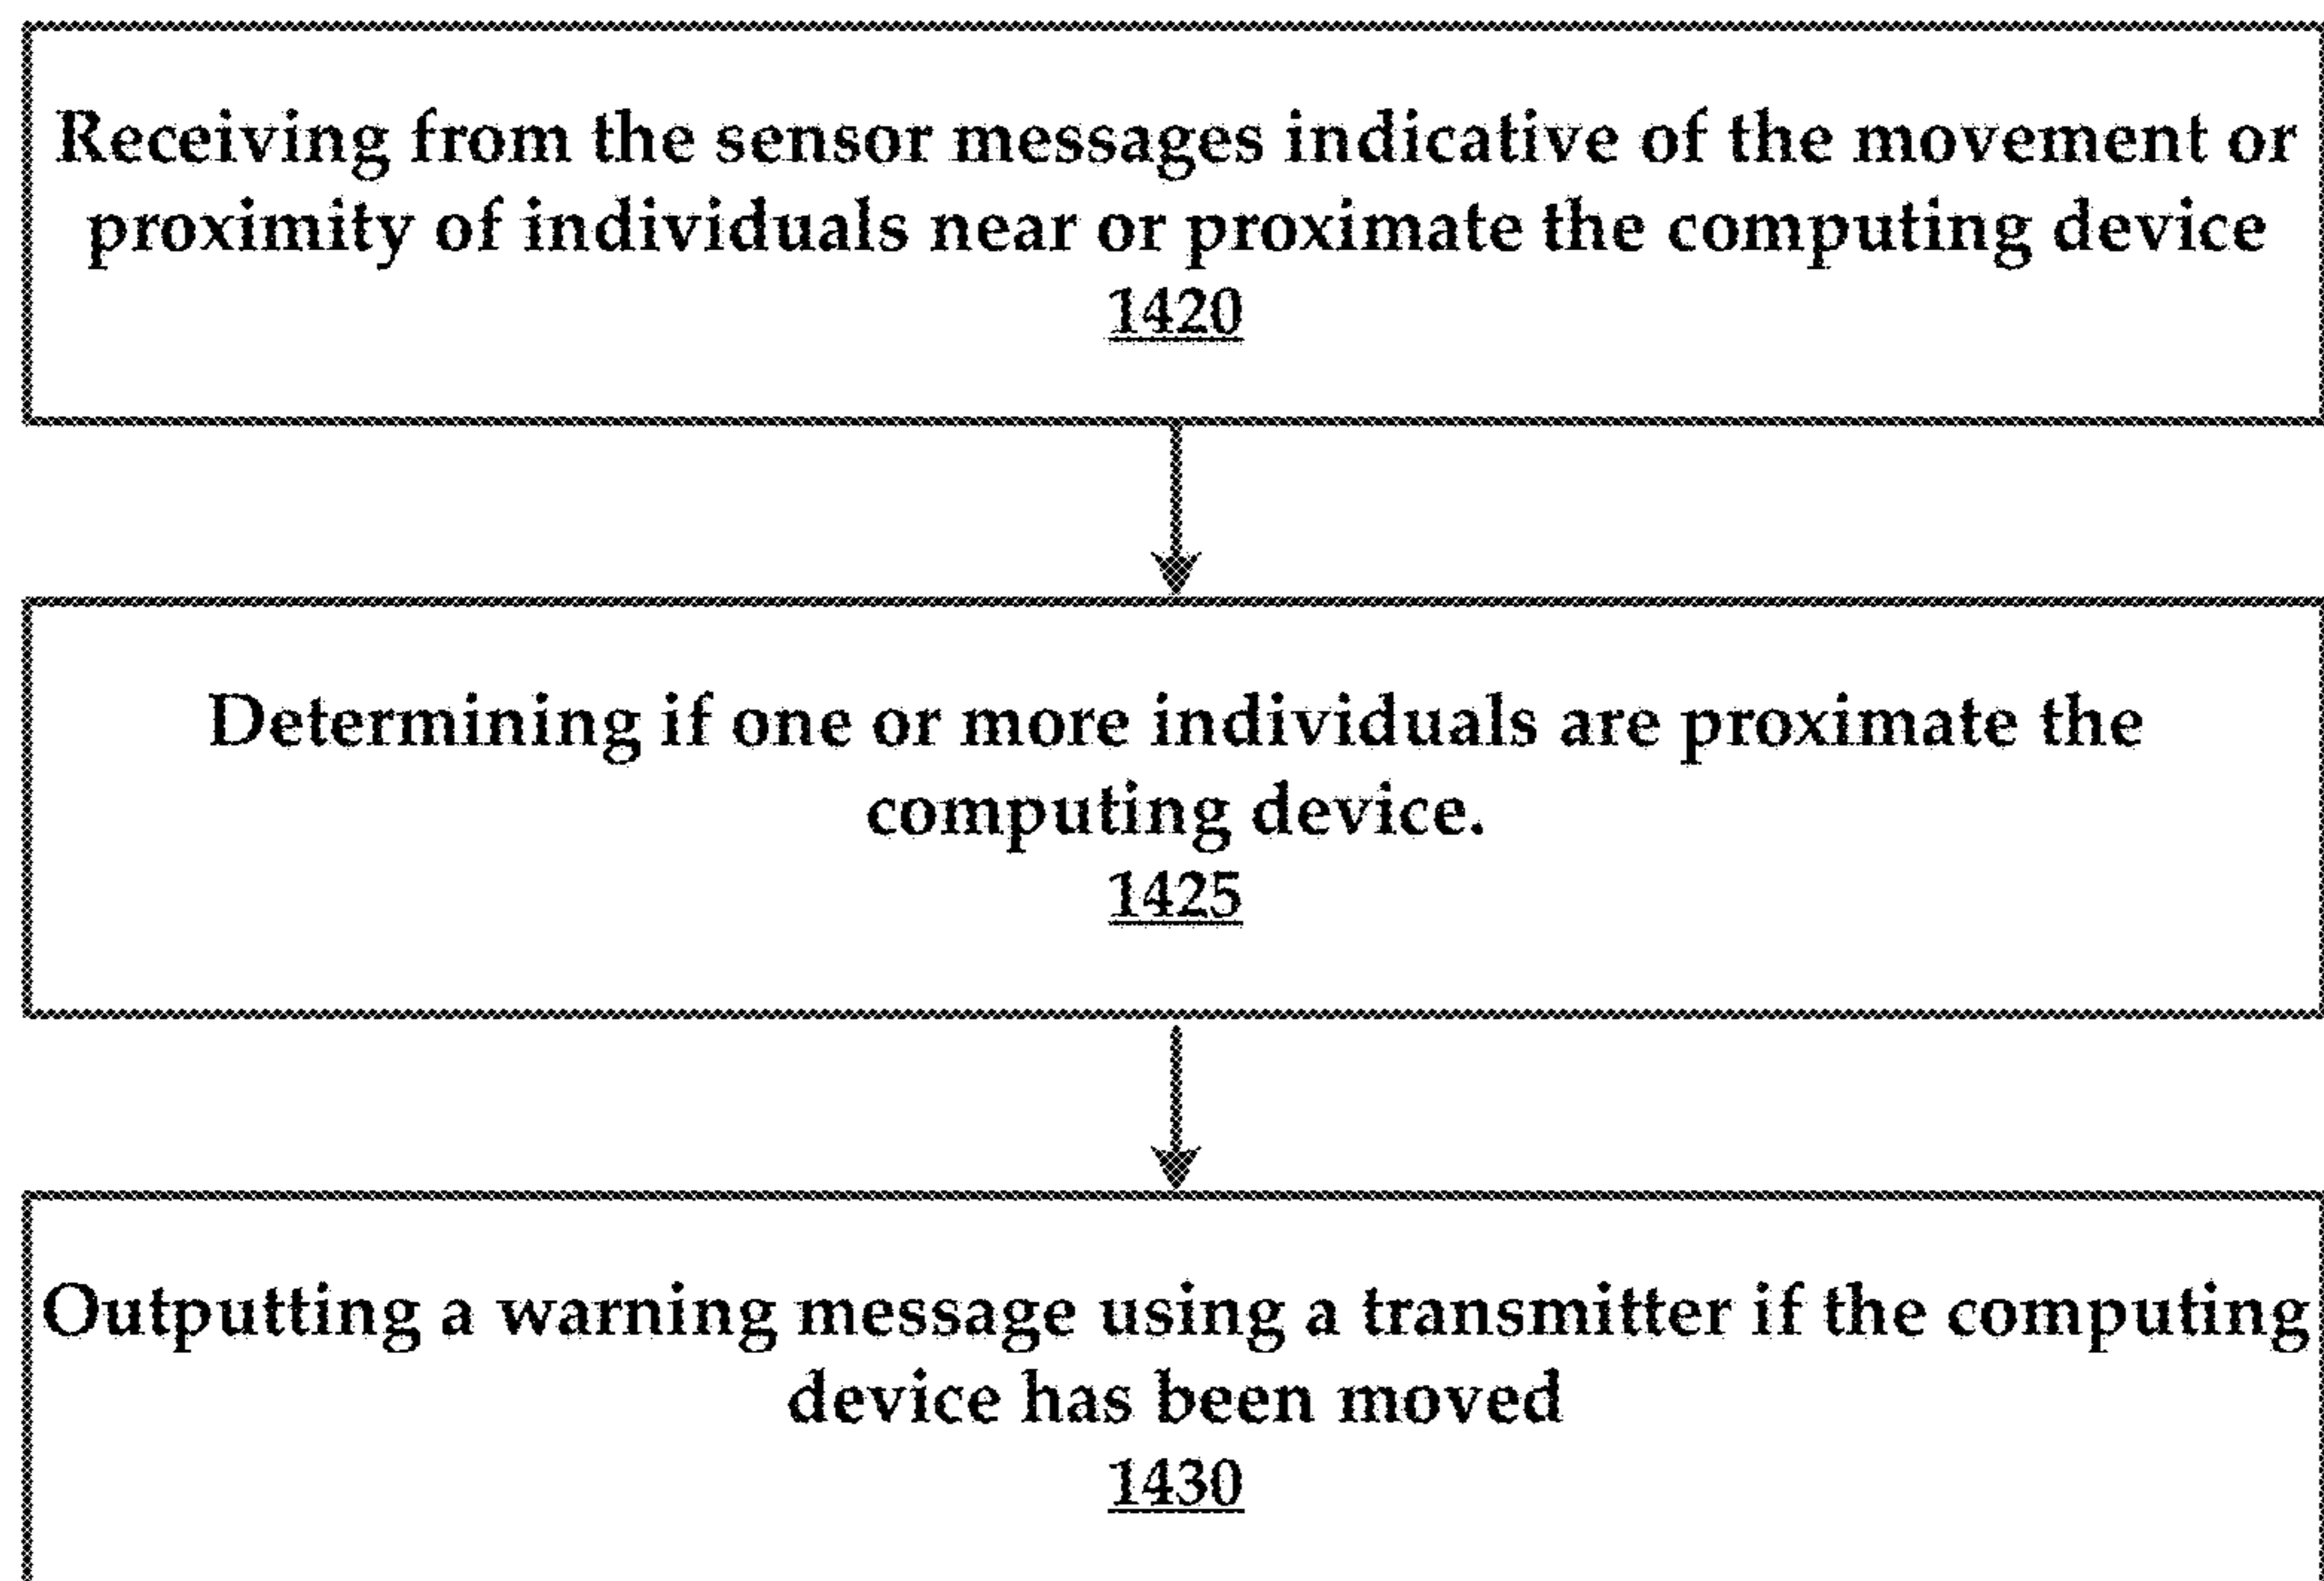 Receiving from the sensor messages indicative of the movement or
proximity of individuals near or proximate the computing device
1420
Determining if one or more individuals are proximate the
computing device.
1425
Outputting a warning message using a transmitter if the computing
device has been moved
1430